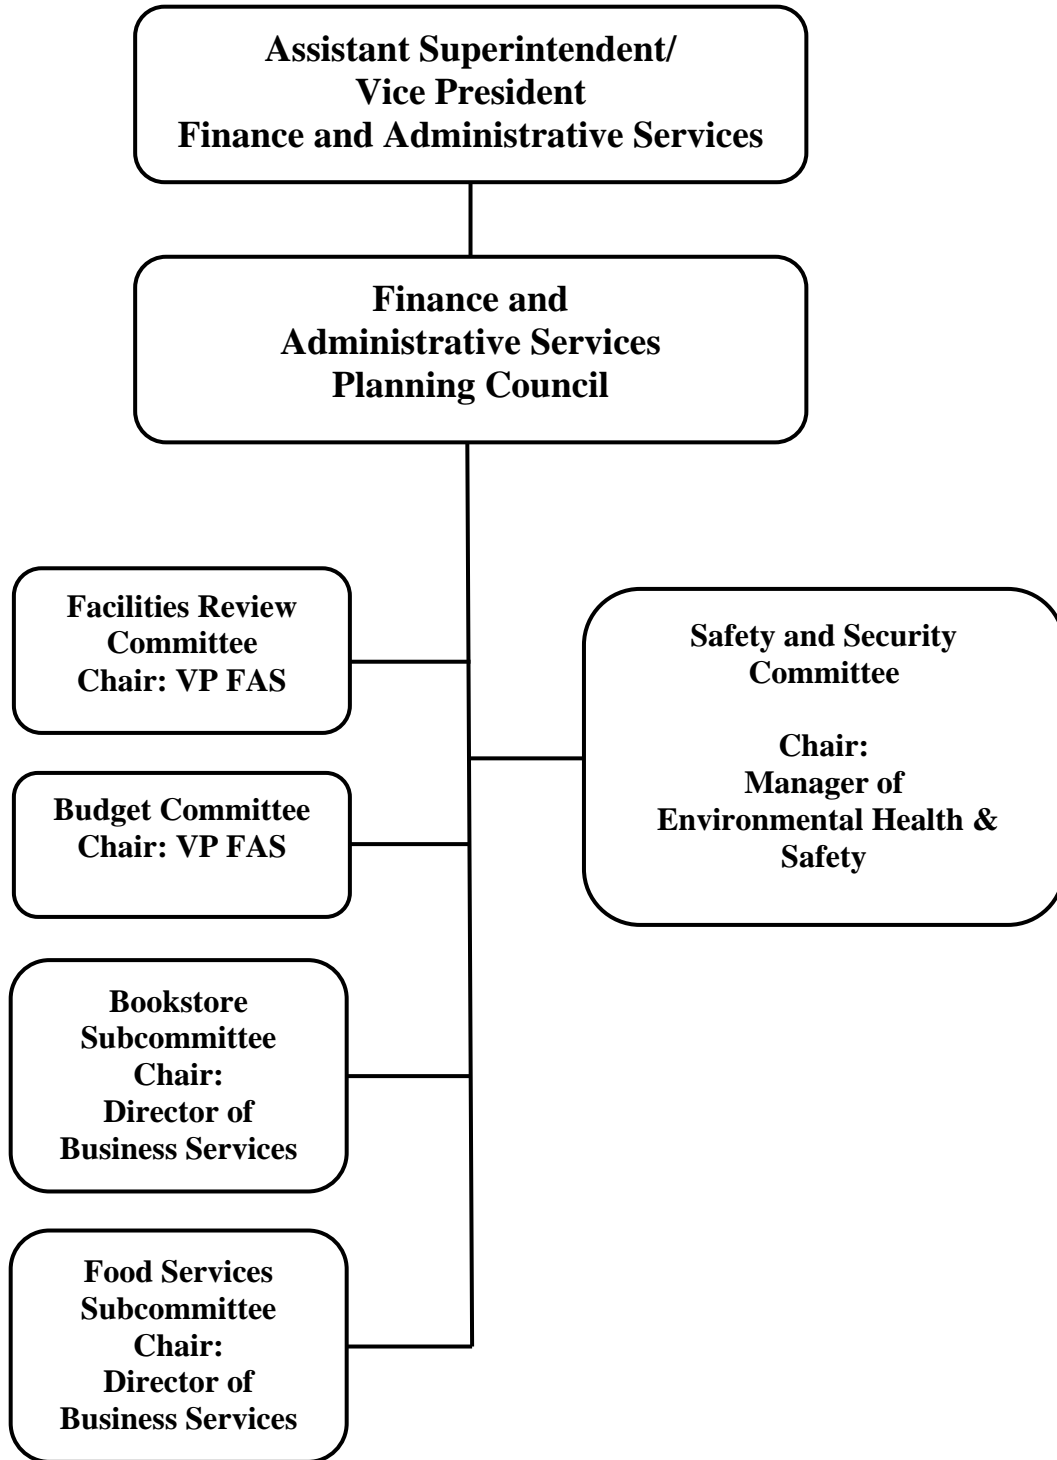 Assistant Superintendent/
Vice President
Finance and Administrative Services
Finance and
Administrative Services
Planning Council
Facilities Review
Committee
Chair: VP FAS
Safety and Security
Committee
Chair:
Manager of
Environmental Health &
Safety
Budget Committee
Chair: VP FAS
Bookstore
Subcommittee
Chair:
Director of
Business Services
Food Services
Subcommittee
Chair:
Director of
Business Services